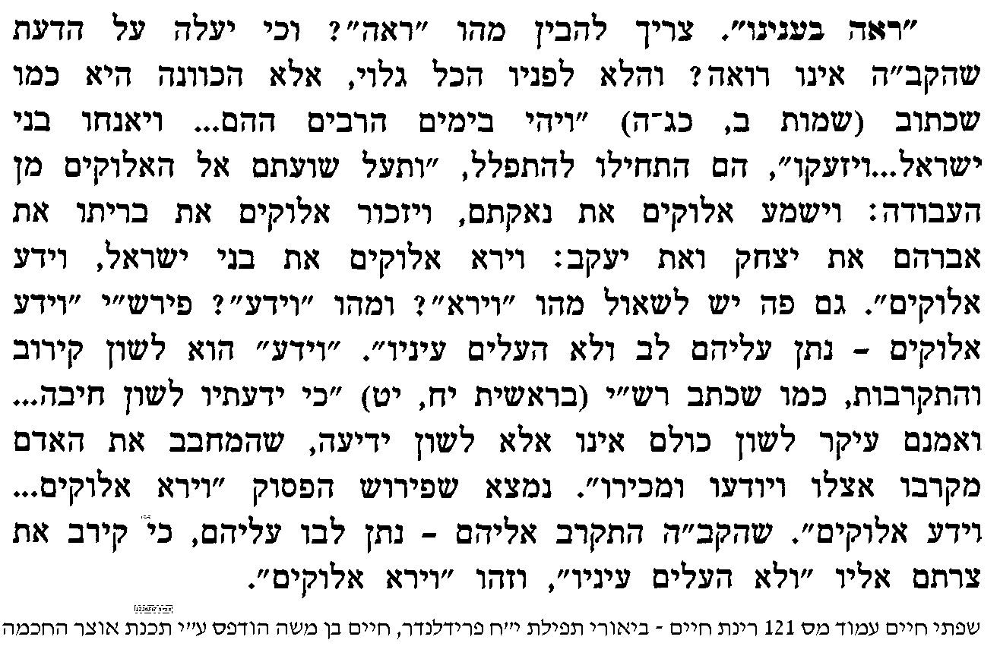 ״ראה בענינו״. צריך להבין מהו ״ראה״? וכי יעלה על הדעת
שהקב״ה אינו רואה? והלא לפניו הכל גלוי, אלא הכוונה היא כמו
שכתוב (שמות ב, כג־ה) ״ויהי בימים הרבים ההם... ויאנחו בני
ישראל...ויזעקו״, הם התחילו להתפלל, ״ותעל שועתם אל האלוקים מן
העבודה: וישמע אלוקים את נאקתם, ויזכור אלוקים את בריתו את
אברהם את יצחק ואת יעקב: וירא אלוקים את בני ישראל, וידע
אלוקים״. גם פה יש לשאול מהו ״וירא״? ומהו ״וידע״? פירש״י ״וידע
אלוקים – נתן עליהם לב ולא העלים עיניו״. ״וידע״ הוא לשון קירוב
והתקרבות, כמו שכתב רש״י (בראשית יח, יט) ״כי ידעתיו לשון חיבה...
ואמנם עיקר לשון כולם אינו אלא לשון ידיעה, שהמחבב את האדם
מקרבו אצלו ויודעו ומכירו״. נמצא שפירוש הפסוק ״וירא אלוקים...
וידע אלוקים״. שהקב״ה התקרב אליהם – נתן לבו עליהם, כי קירב את
צרתם אליו ״ולא העלים עיניו״, וזהו ״וירא אלוקים״.
שפתי חיים עמוד מס 121 רינת חיים - ביאורי תפילת י״ח פרידלנדר, חיים בן משה הודפס ע״י תכנת אוצר החכמה